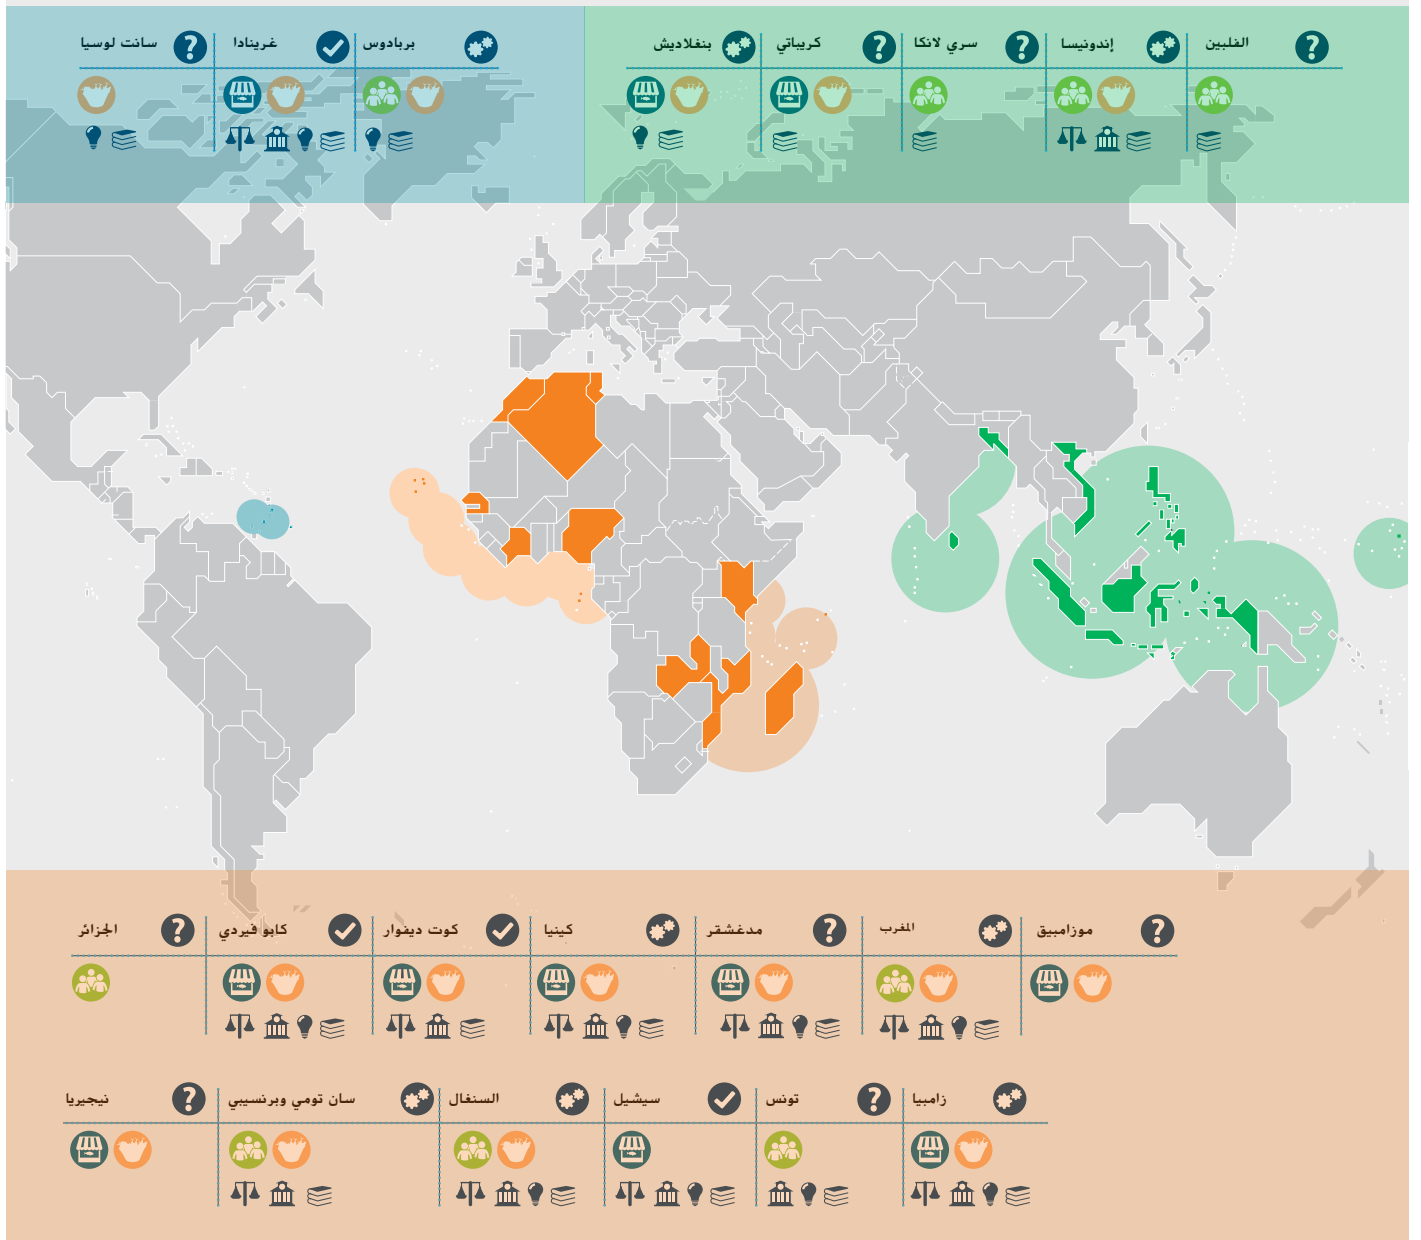 بربادوس
غرينادا
سانت لوسيا
الفلبين
إندونيسا
سري لانكا
كريباتي
بنغلاديش
موزامبيق
المغرب
مدغشقر
كينيا
كوت ديفوار
كابو فيردي
الجزائر
زامبيا
تونس
سيشيل
السنغال
سان تومي وبرنسيبي
نيجيريا